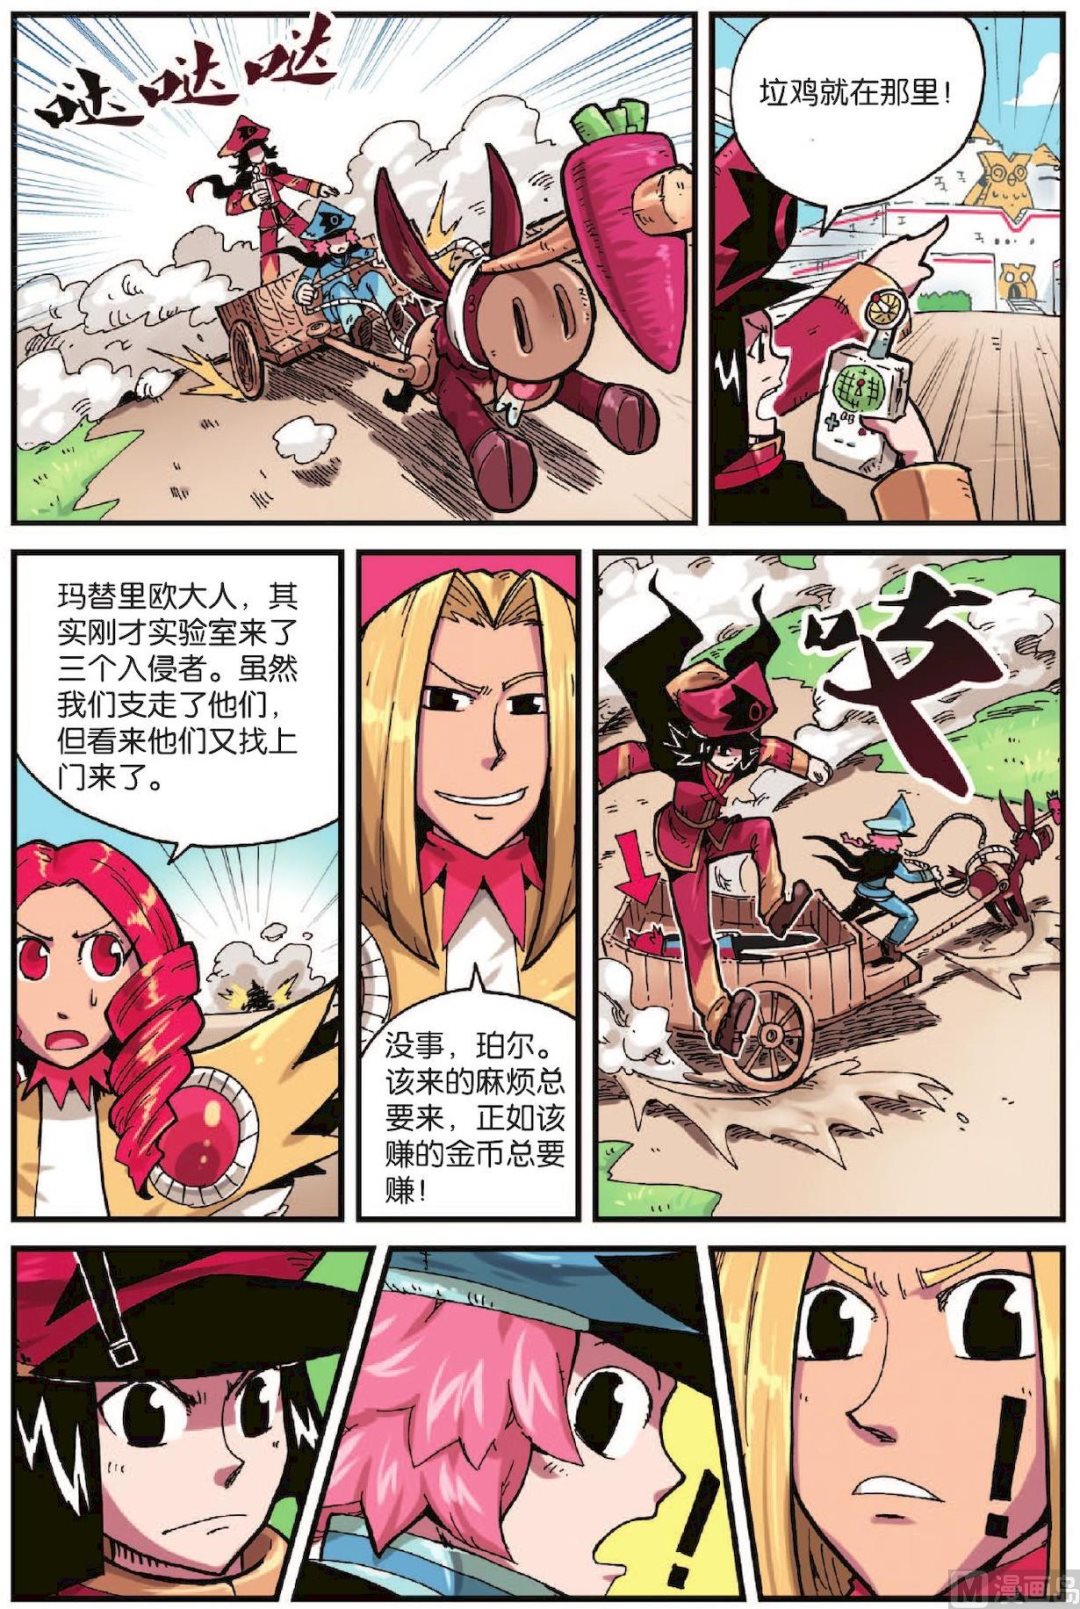 哒哒哒
垃鸡就在那里！
玛替里欧大人，其
实刚才实验室来了
三个入侵者。虽然
我们支走了他们，
但看来他们又找上
门来了。
没事，珀尔。
该来的麻烦总
要来，正如该
赚的金币总要
赚！
吱
！
！
M漫画岛